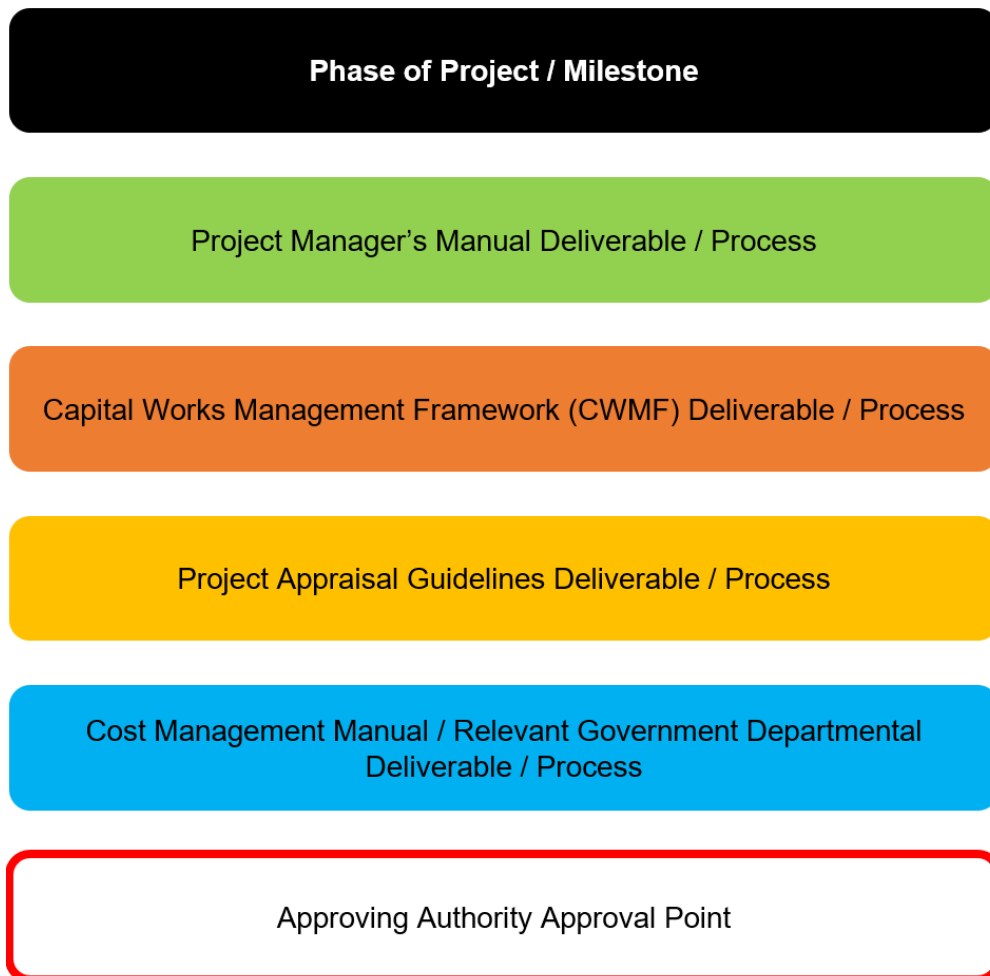 Phase of Project / Milestone
Project Manager’s Manual Deliverable / Process
Capital Works Management Framework (CWMF) Deliverable / Process
Project Appraisal Guidelines Deliverable / Process
Cost Management Manual / Relevant Government Departmental
Deliverable / Process
Approving Authority Approval Point